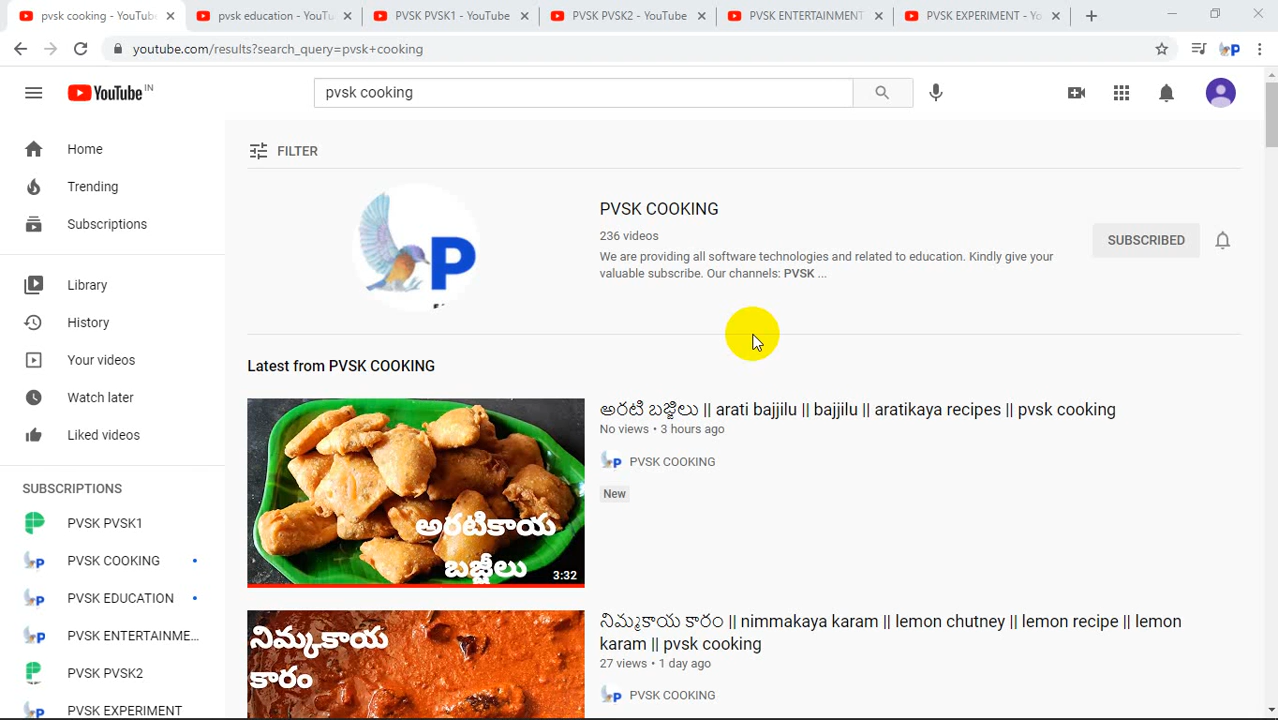 pvsk cooking - YouTube
pvsk education - YouTu
PVSK PVSK1 - YouTube
PVSK PVSK2 - YouTube
PVSK ENTERTAINMENT
PVSK EXPERIMENT - Yo
youtube.com/results?search_query=pvsk+cooking
P
YouTube IN
pvsk cooking
Home
Trending
Subscriptions
Library
History
Your videos
Watch later
Liked videos
SUBSCRIPTIONS
PVSK PVSK1
PVSK COOKING
PVSK EDUCATION
PVSK ENTERTAINME...
PVSK PVSK2
PVSK EXPERIMENT
FILTER
P
PVSK COOKING
236 videos
We are providing all software technologies and related to education. Kindly give your
valuable subscribe. Our channels: PVSK ...
SUBSCRIBED
Latest from PVSK COOKING
అరటికాయ
బజ్జీలు
3:32
అరటి బజ్జిలు || arati bajjilu || bajjilu || aratikaya recipes || pvsk cooking
No views • 3 hours ago
PVSK COOKING
New
నిమ్మకాయ
కారం
నిమ్మకాయ కారం || nimmakaya karam || lemon chutney || lemon recipe || lemon
karam || pvsk cooking
27 views • 1 day ago
PVSK COOKING